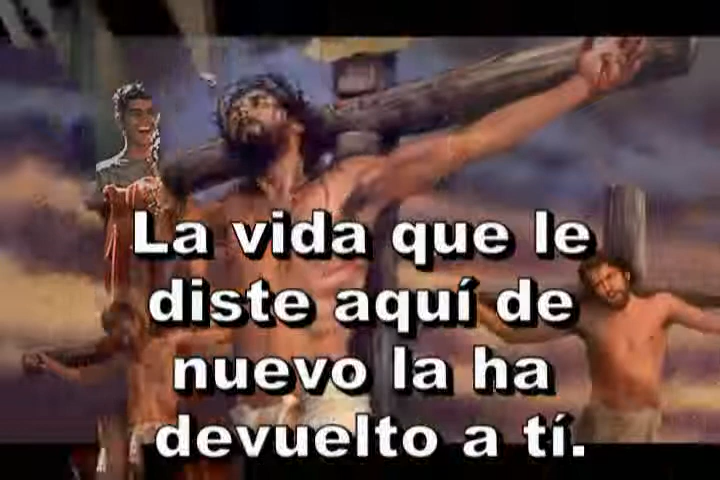 La vida que le
diste aquí de
nuevo la ha
devuelto a tí.